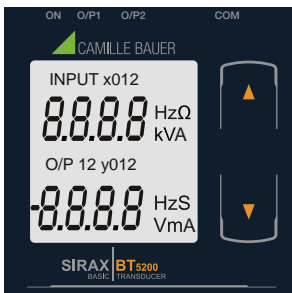 ON O/P1 O/P2 COM
CAMILLE BAUER
INPUT x012
8.8.8.8 HzΩ
kVA
O/P 12 y012
-8.8.8.8 HzS
VmA
SIRAX BT5200
BASIC TRANSDUCER